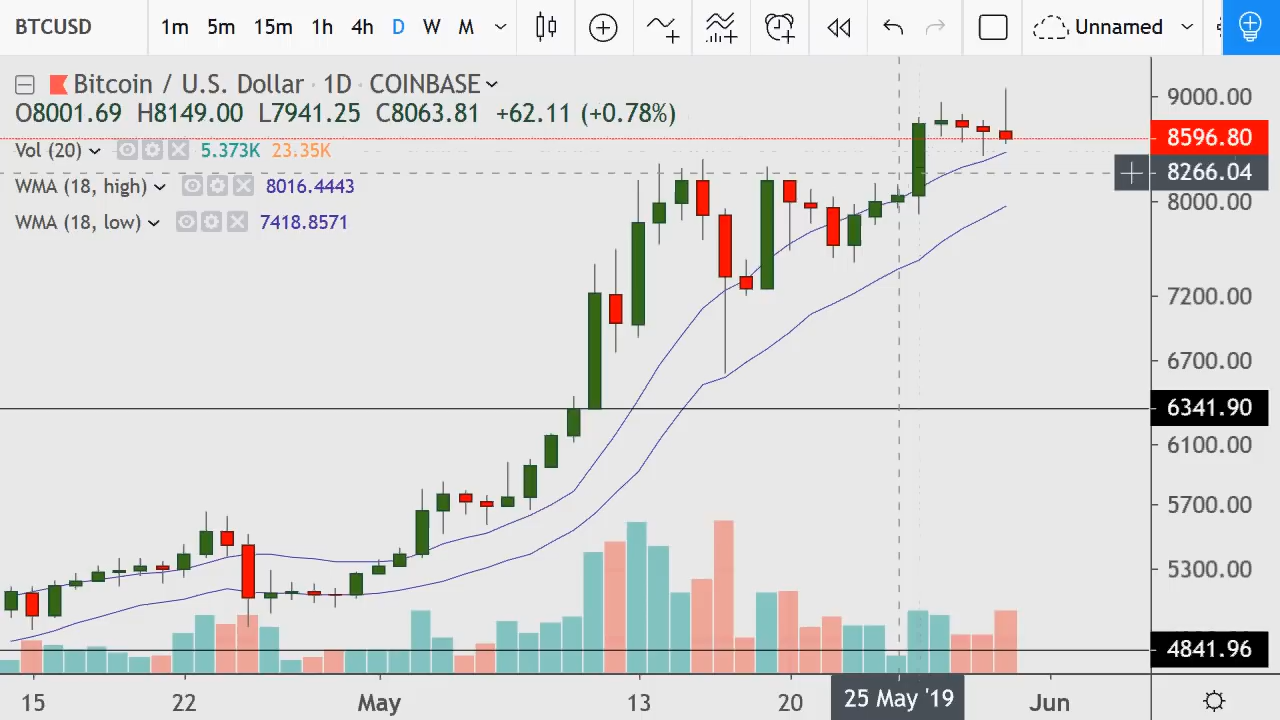 BTCUSD 1m 5m 15m 1h 4h D W M Unnamed
Bitcoin / U.S. Dollar · 1D · COINBASE
O8001.69 H8149.00 L7941.25 C8063.81 +62.11 (+0.78%)
Vol (20) 5.373K 23.35K
WMA (18, high) 8016.4443
WMA (18, low) 7418.8571
9000.00
8596.80
8266.04
8000.00
7200.00
6700.00
6341.90
6100.00
5700.00
5300.00
4841.96
15 22 May 13 20 25 May '19 Jun